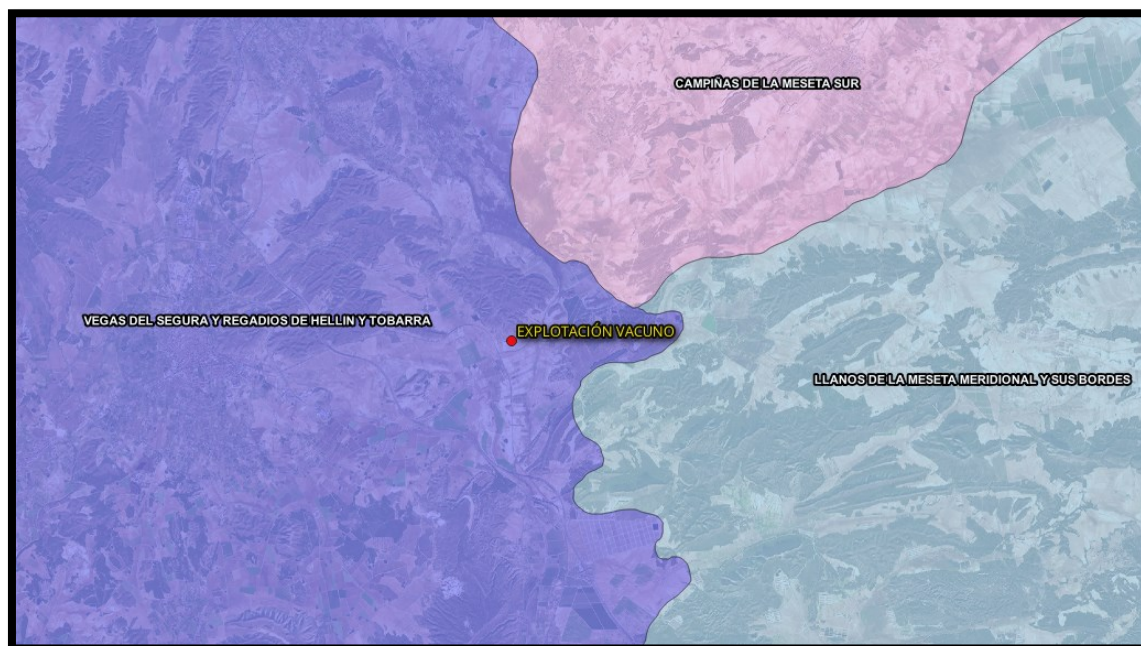 CAMPIÑAS DE LA MESETA SUR
VEGAS DEL SEGURA Y REGADIOS DE HELLIN Y TOBARRA
EXPLOTACIÓN VACUNO
LLANOS DE LA MESETA MERIDIONAL Y SUS BORDES